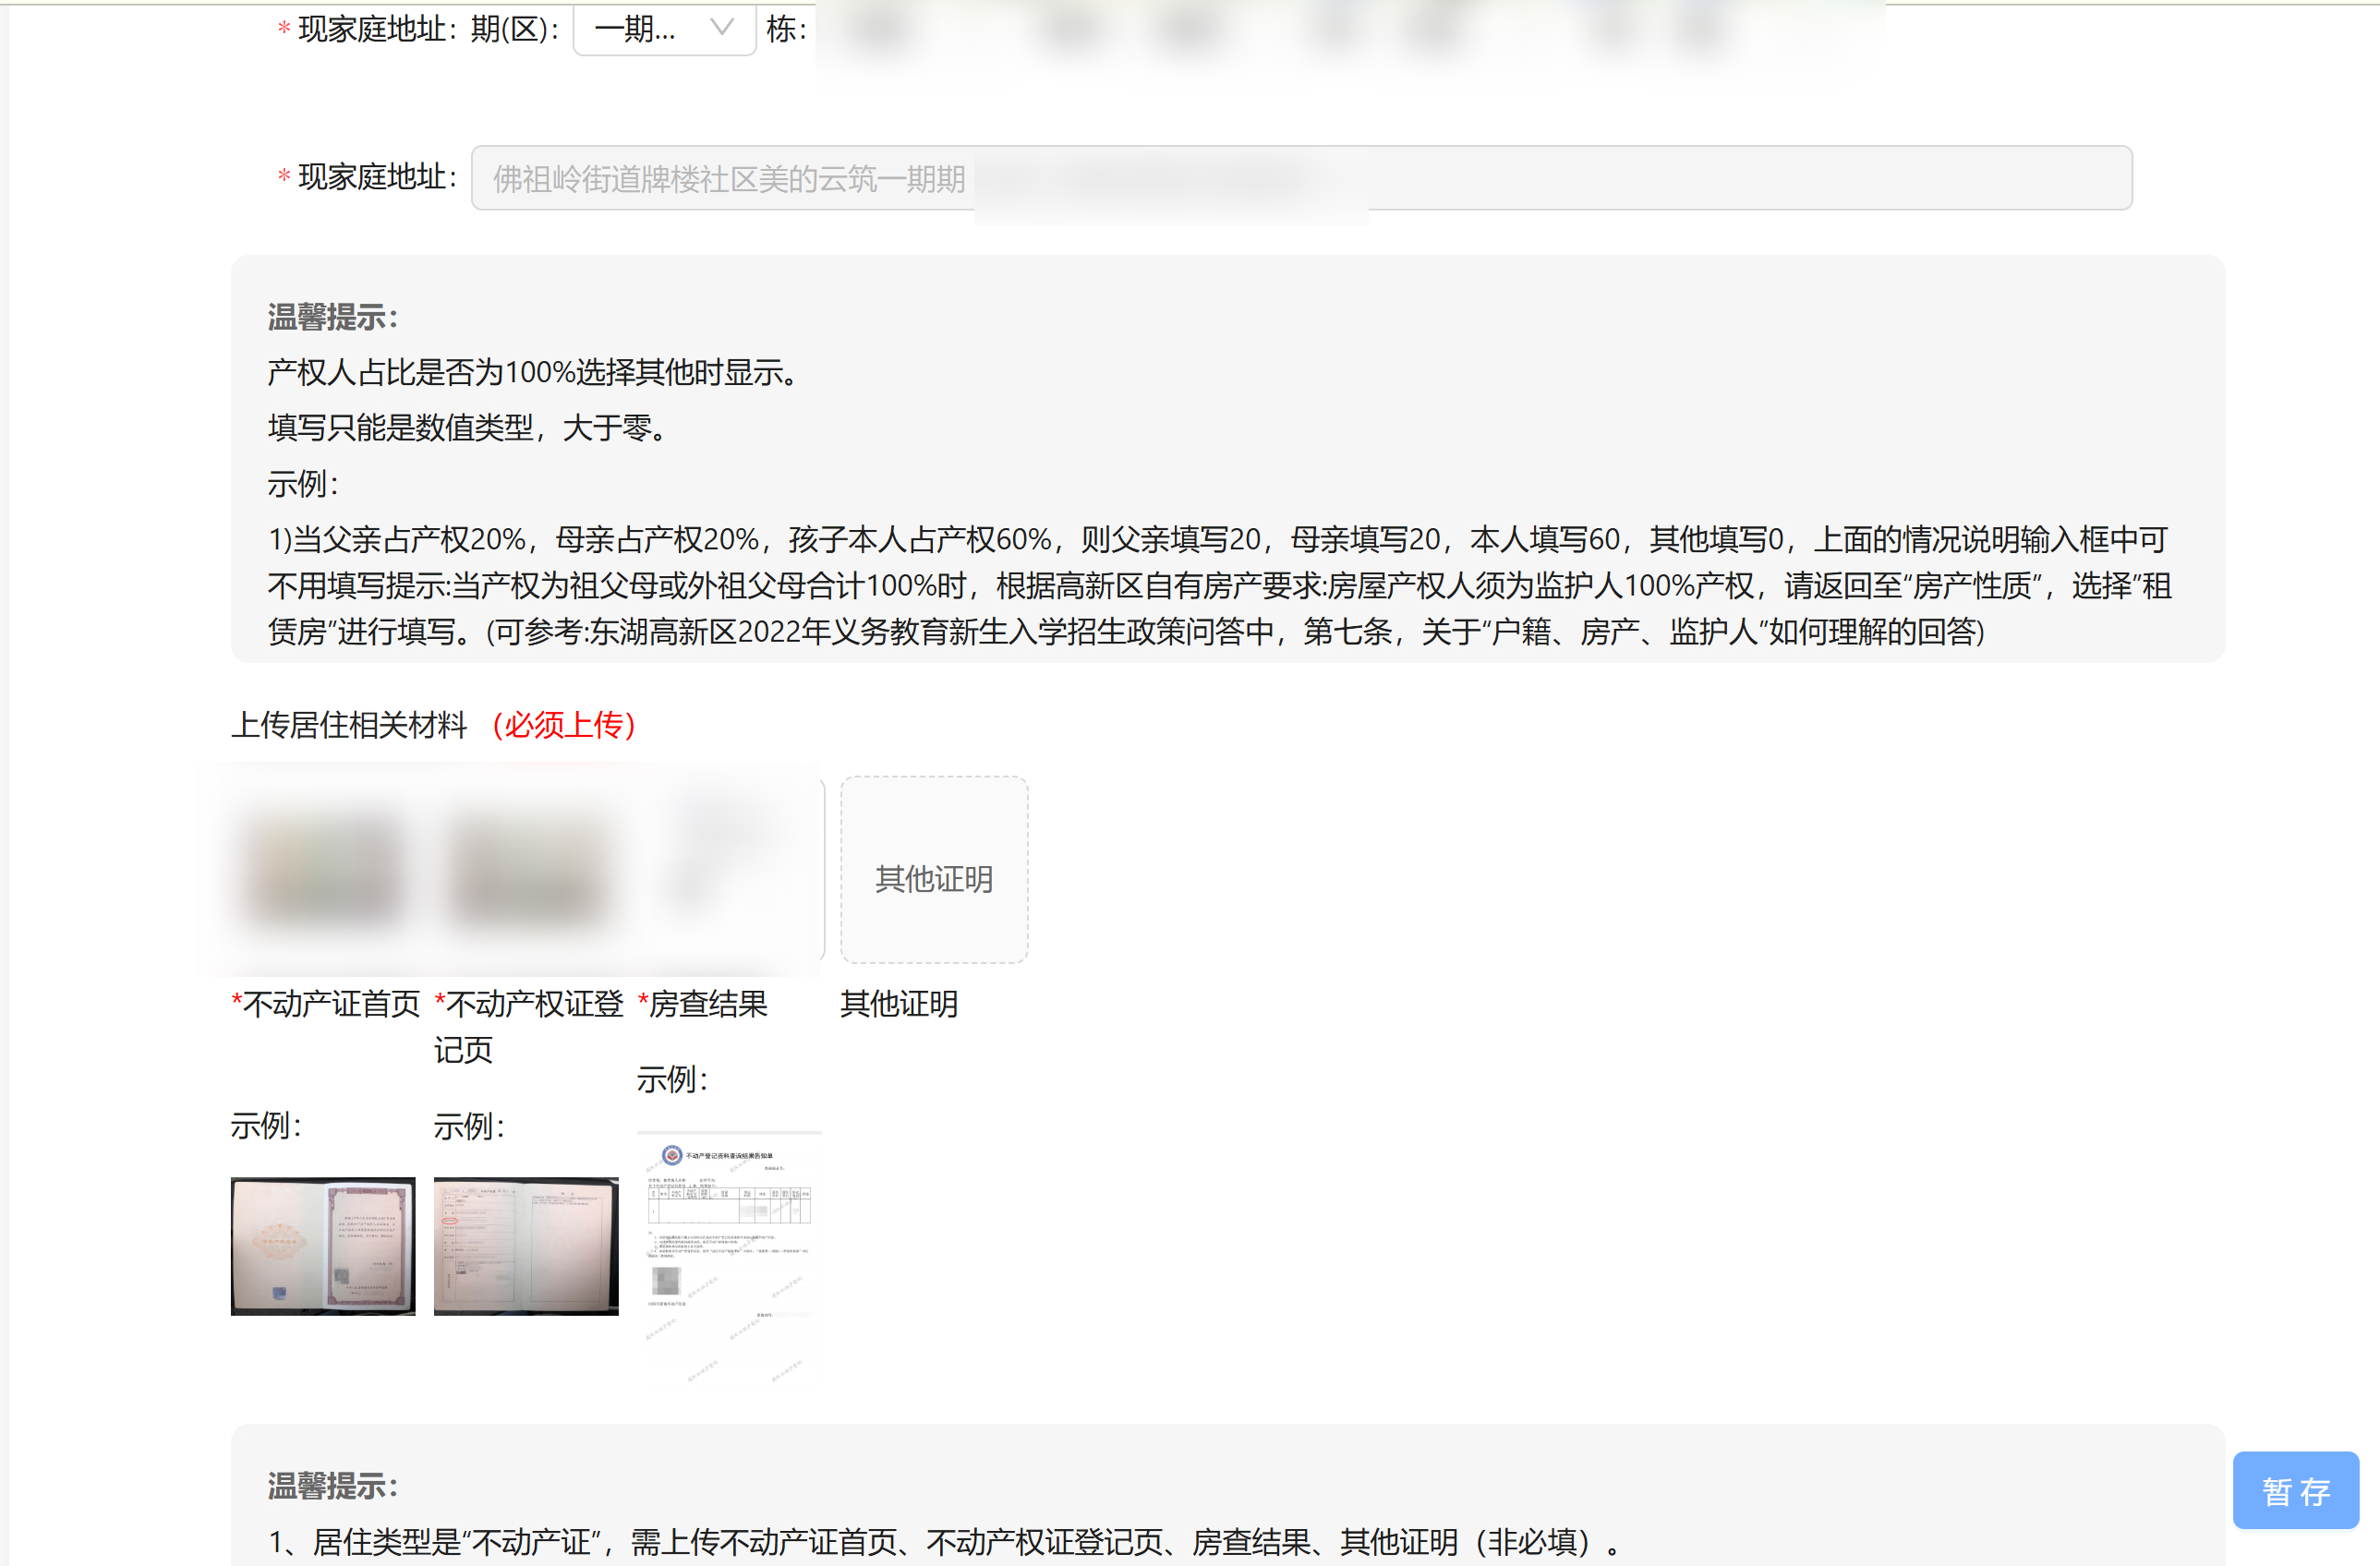 * 现家庭地址：期(区)： 一期... 栋：
* 现家庭地址： 佛祖岭街道牌楼社区美的云筑一期期
温馨提示：
产权人占比是否为100%选择其他时显示。
填写只能是数值类型，大于零。
示例：
1)当父亲占产权20%，母亲占产权20%，孩子本人占产权60%，则父亲填写20，母亲填写20，本人填写60，其他填写0，上面的情况说明输入框中可
不用填写提示:当产权为祖父母或外祖父母合计100%时，根据高新区自有房产要求:房屋产权人须为监护人100%产权，请返回至“房产性质”，选择”租
赁房”进行填写。(可参考:东湖高新区2022年义务教育新生入学招生政策问答中，第七条，关于“户籍、房产、监护人”如何理解的回答)
上传居住相关材料 （必须上传）
其他证明
*不动产证首页 *不动产权证登 *房查结果 其他证明
记页
示例：
示例： 示例：
不动产登记资料查询结果告知单
温馨提示：
暂存
1、居住类型是“不动产证”，需上传不动产证首页、不动产权证登记页、房查结果、其他证明（非必填）。